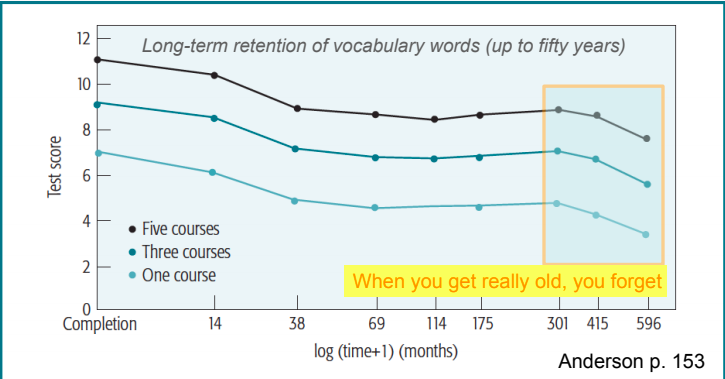 Long-term retention of vocabulary words (up to fifty years)
12
10
8
6
4
2
0
Test score
Five courses
Three courses
One course
When you get really old, you forget
Completion 14 38 69 114 175 301 415 596
log (time+1) (months)
Anderson p. 153